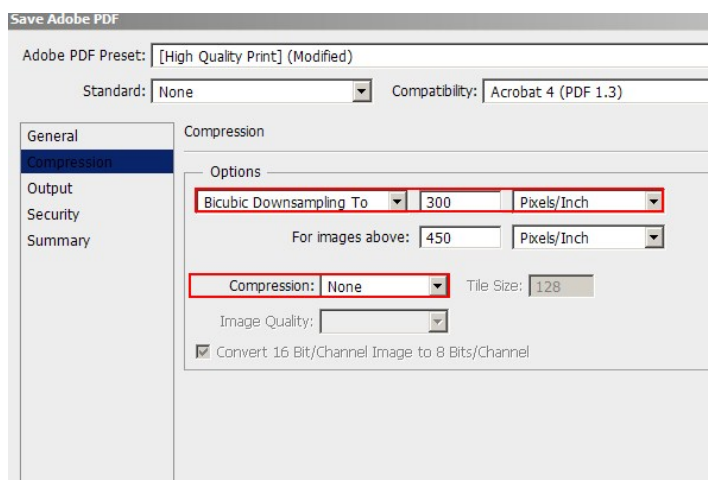 Save Adobe PDF
Adobe PDF Preset: [High Quality Print] (Modified)
Standard: None Compatibility: Acrobat 4 (PDF 1.3)
General
Compression
Output
Security
Summary
Compression
Options
Bicubic Downsampling To 300 Pixels/Inch
For images above: 450 Pixels/Inch
Compression: None Tile Size: 128
Image Quality:
Convert 16 Bit/Channel Image to 8 Bits/Channel